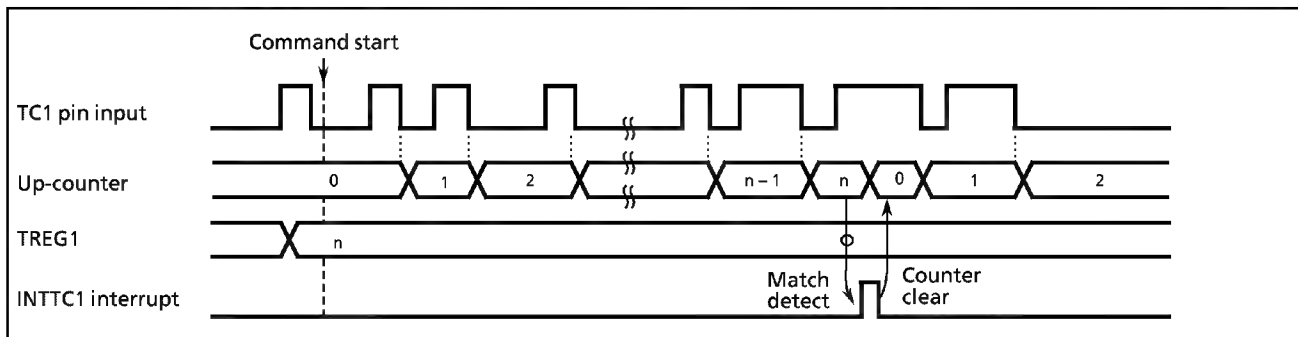 Command start
TC1 pin input
Up-counter 0 1 2 n – 1 n 0 1 2
TREG1 n
Match detect
Counter clear
INTTC1 interrupt